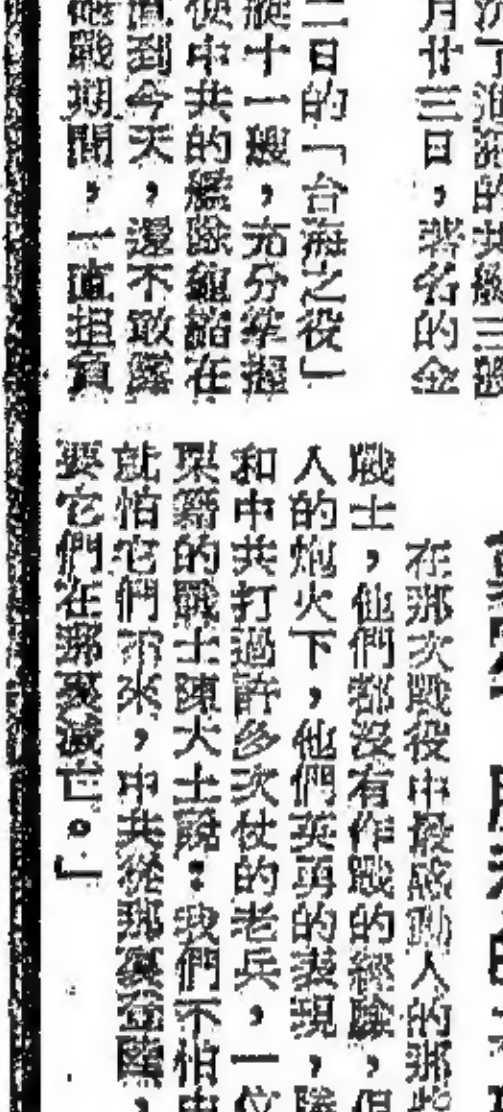 的共
月廿三日，著名的金
二日的「台海之役」
艇十一艘，充分掌握
使中共的艦隊龜縮在
到今天，還不敢露
戰期間，一直担負
在那次戰役中最感動人的那些
戰士，他們都沒有作戰的經驗，但
人的炮火下，他們英勇的表現，
和中共打過許多次仗的老兵，一位
籍的戰士陳大士說：我們不怕中
就怕它們不來，中共從那裏登陸，
要它們在那裏滅亡。」